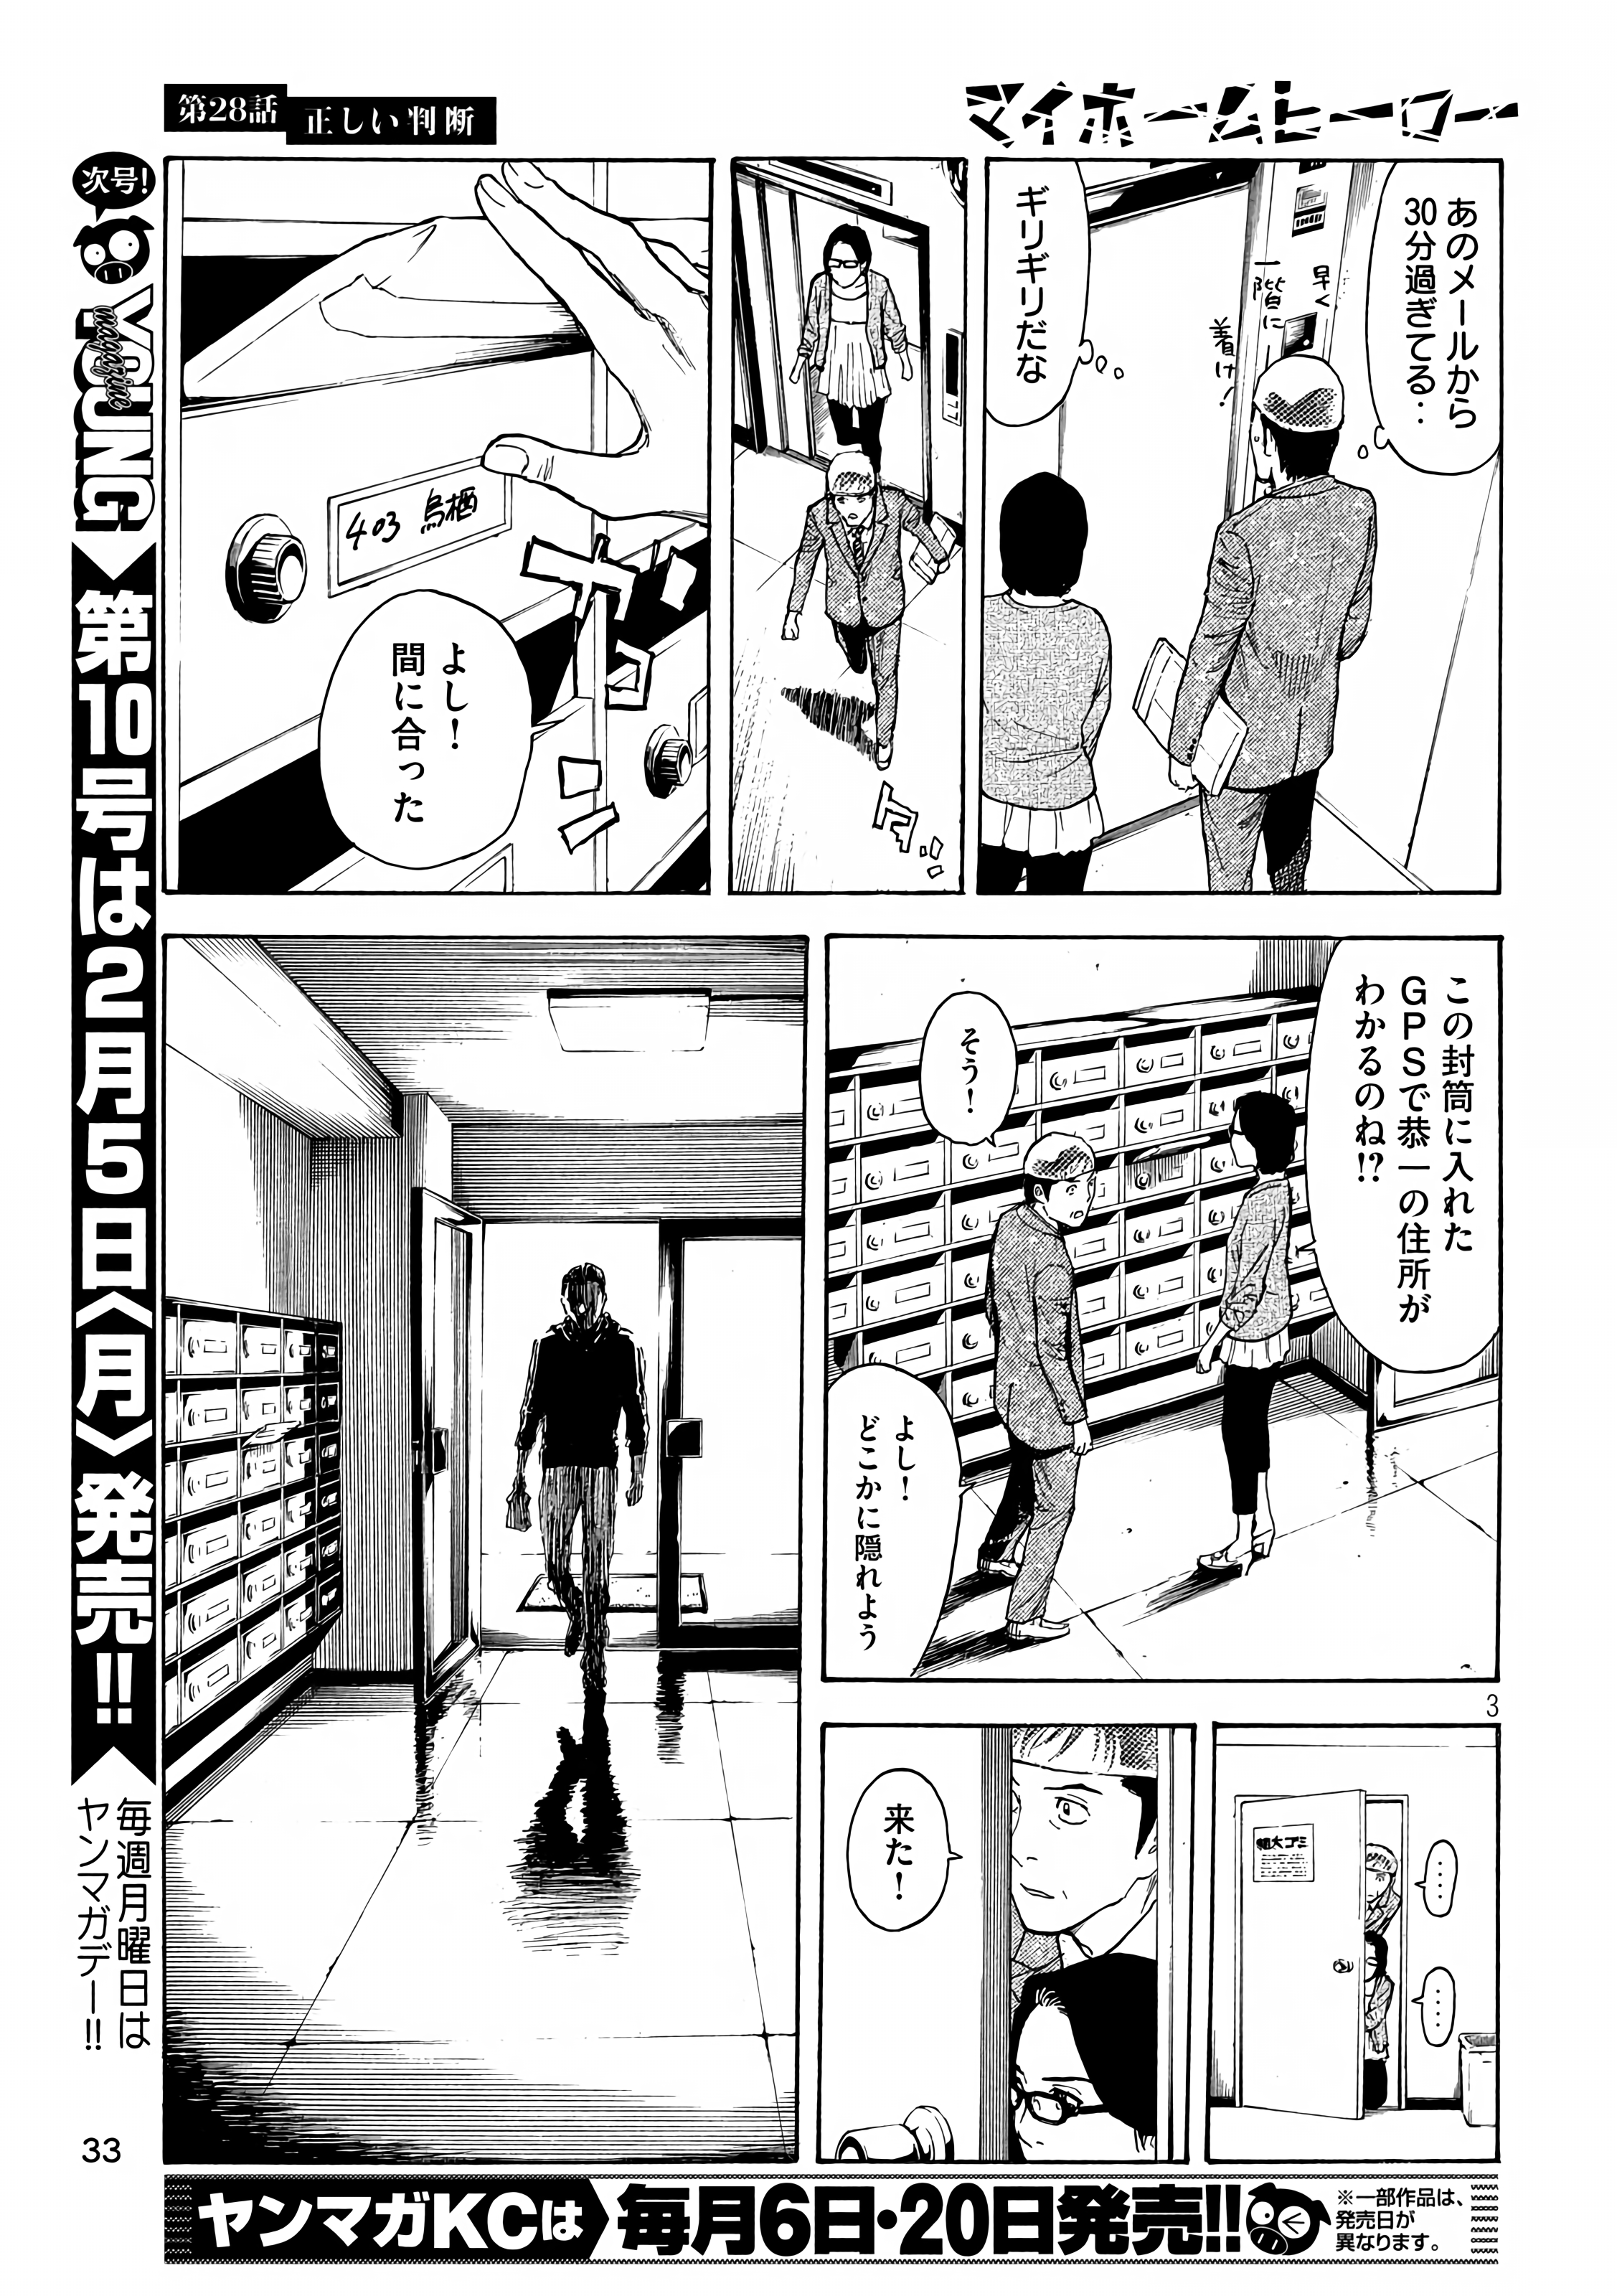 第28話
正しい判断
マイホームヒーロー
あのメールから
30分過ぎてる‥
早く
一階に
着け!
ギリギリだな
ダッ
403 鳥栖
ガコン
よし!
間に合った
この封筒に入れた
GPSで恭一の住所が
わかるのね!?
そう!
よし!
どこかに隠れよう
粗大ゴミ
‥‥
‥‥
来た!
3
次号!
YOUNG
magazine
第10号は2月5日〈月〉発売!!
毎週月曜日は
ヤンマガデー!!
33
ヤンマガKCは
毎月6日・20日発売!!
※一部作品は、
発売日が
異なります。